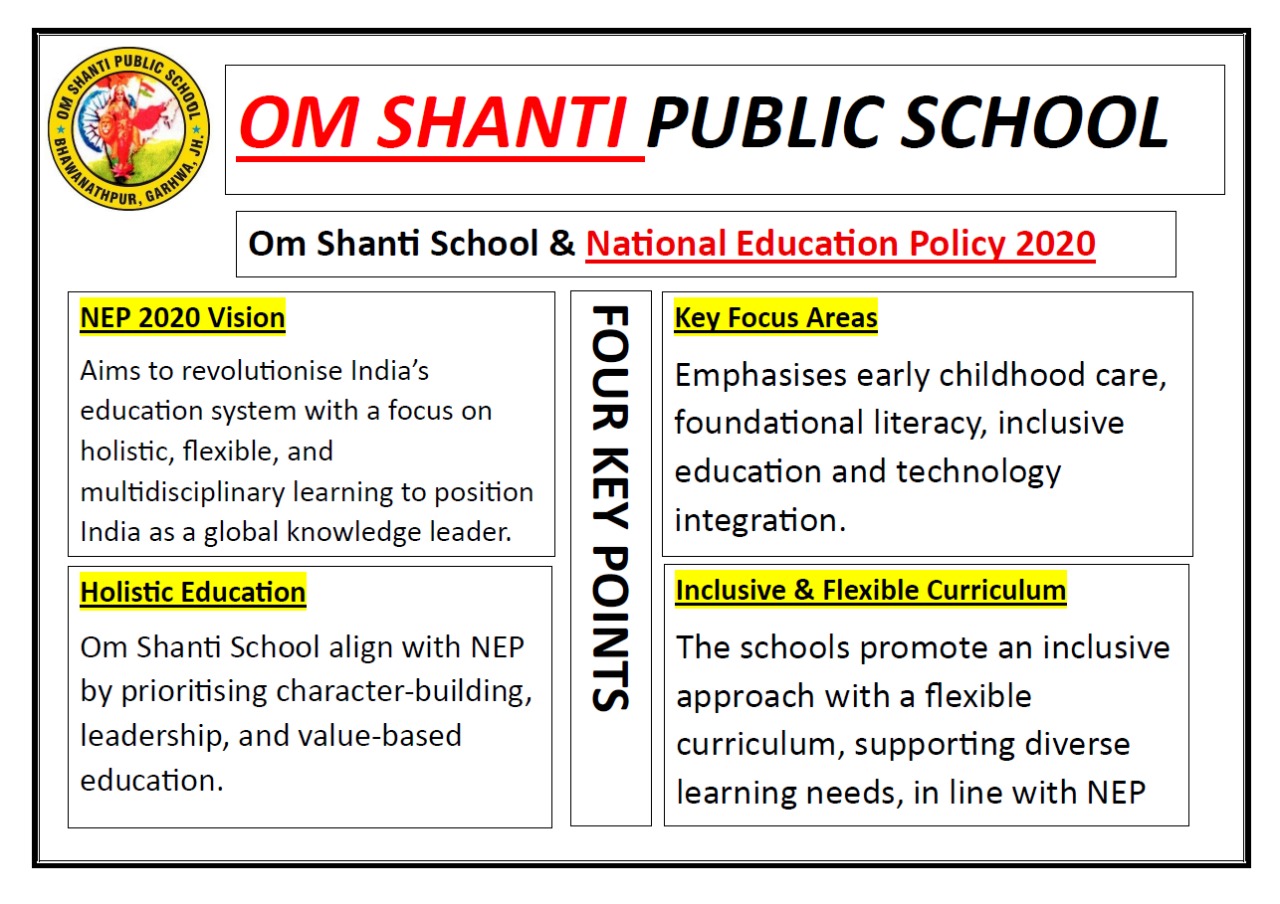 OM SHANTI PUBLIC SCHOOL
BHAWANATHPUR, GARHWA, JH.
OM SHANTI PUBLIC SCHOOL
Om Shanti School & National Education Policy 2020
NEP 2020 Vision
Aims to revolutionise India’s
education system with a focus on
holistic, flexible, and
multidisciplinary learning to position
India as a global knowledge leader.
FOUR KEY POINTS
Key Focus Areas
Emphasises early childhood care,
foundational literacy, inclusive
education and technology
integration.
Holistic Education
Om Shanti School align with NEP
by prioritising character-building,
leadership, and value-based
education.
Inclusive & Flexible Curriculum
The schools promote an inclusive
approach with a flexible
curriculum, supporting diverse
learning needs, in line with NEP